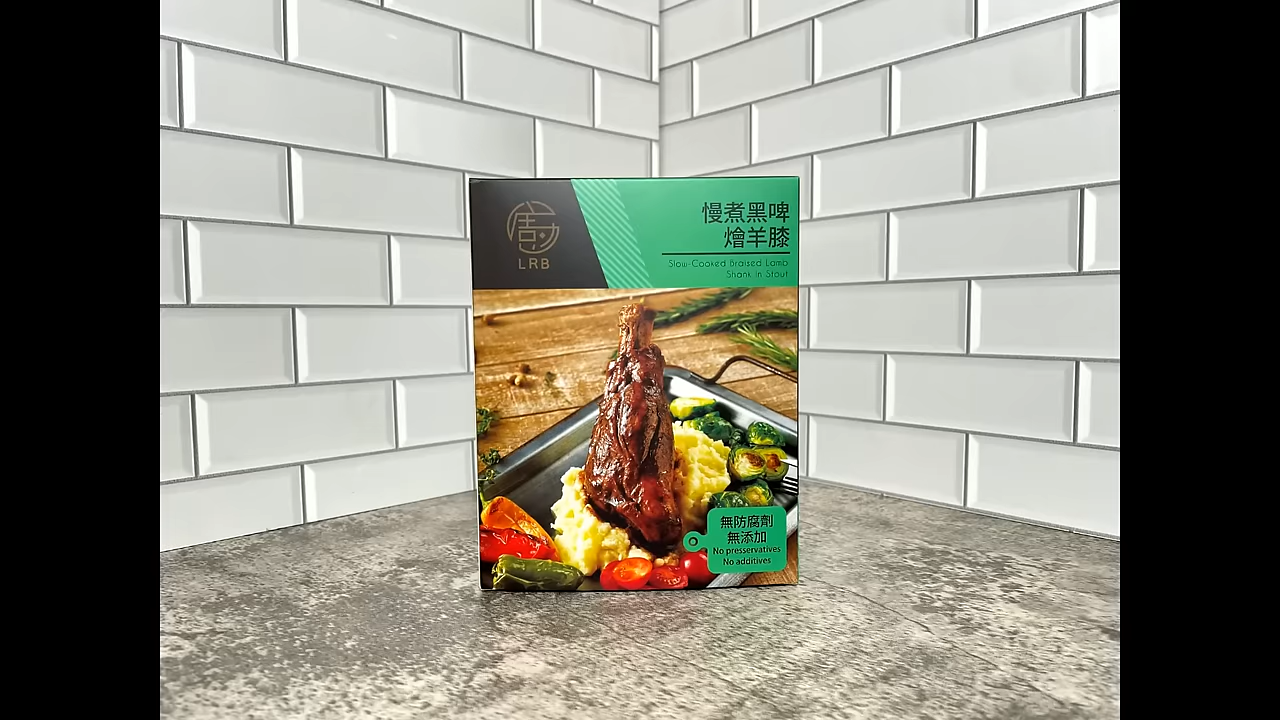 LRB
慢煮黑啤
燴羊膝
Slow-Cooked Braised Lamb
Shank in Stout
無防腐劑
無添加
No presservatives
No additives